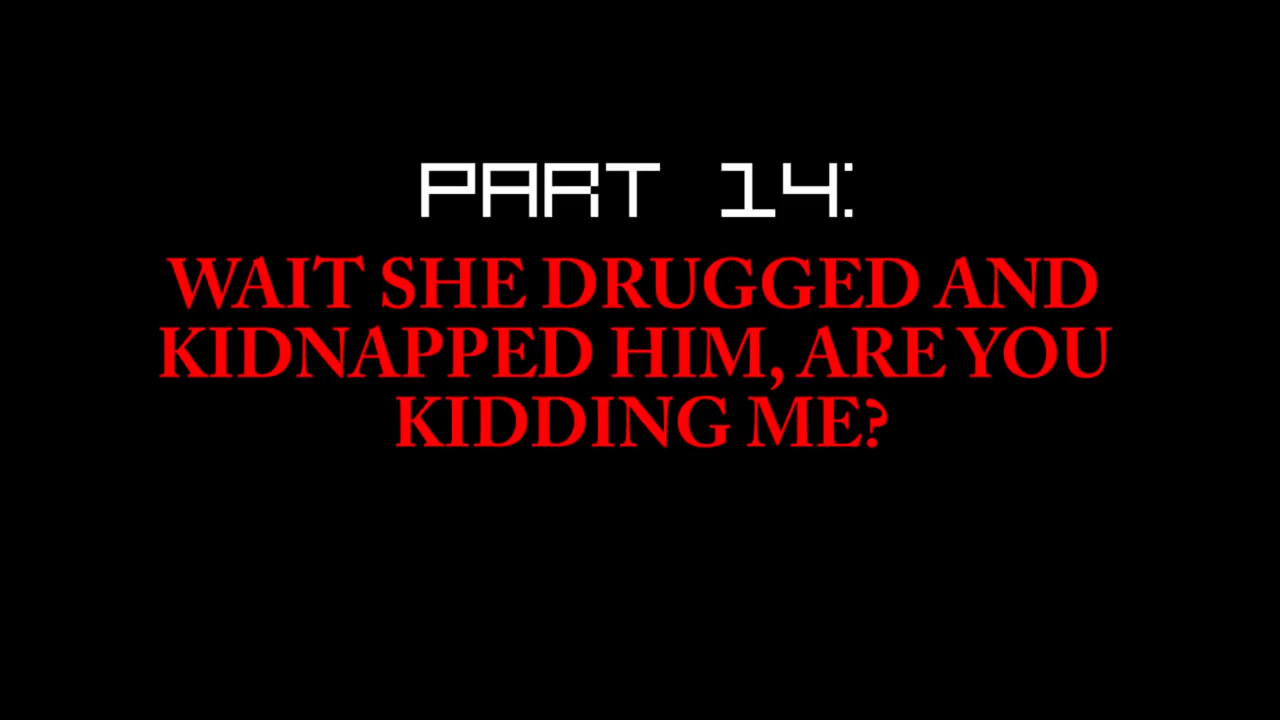 PART 14:
WAIT SHE DRUGGED AND
KIDNAPPED HIM, ARE YOU
KIDDING ME?